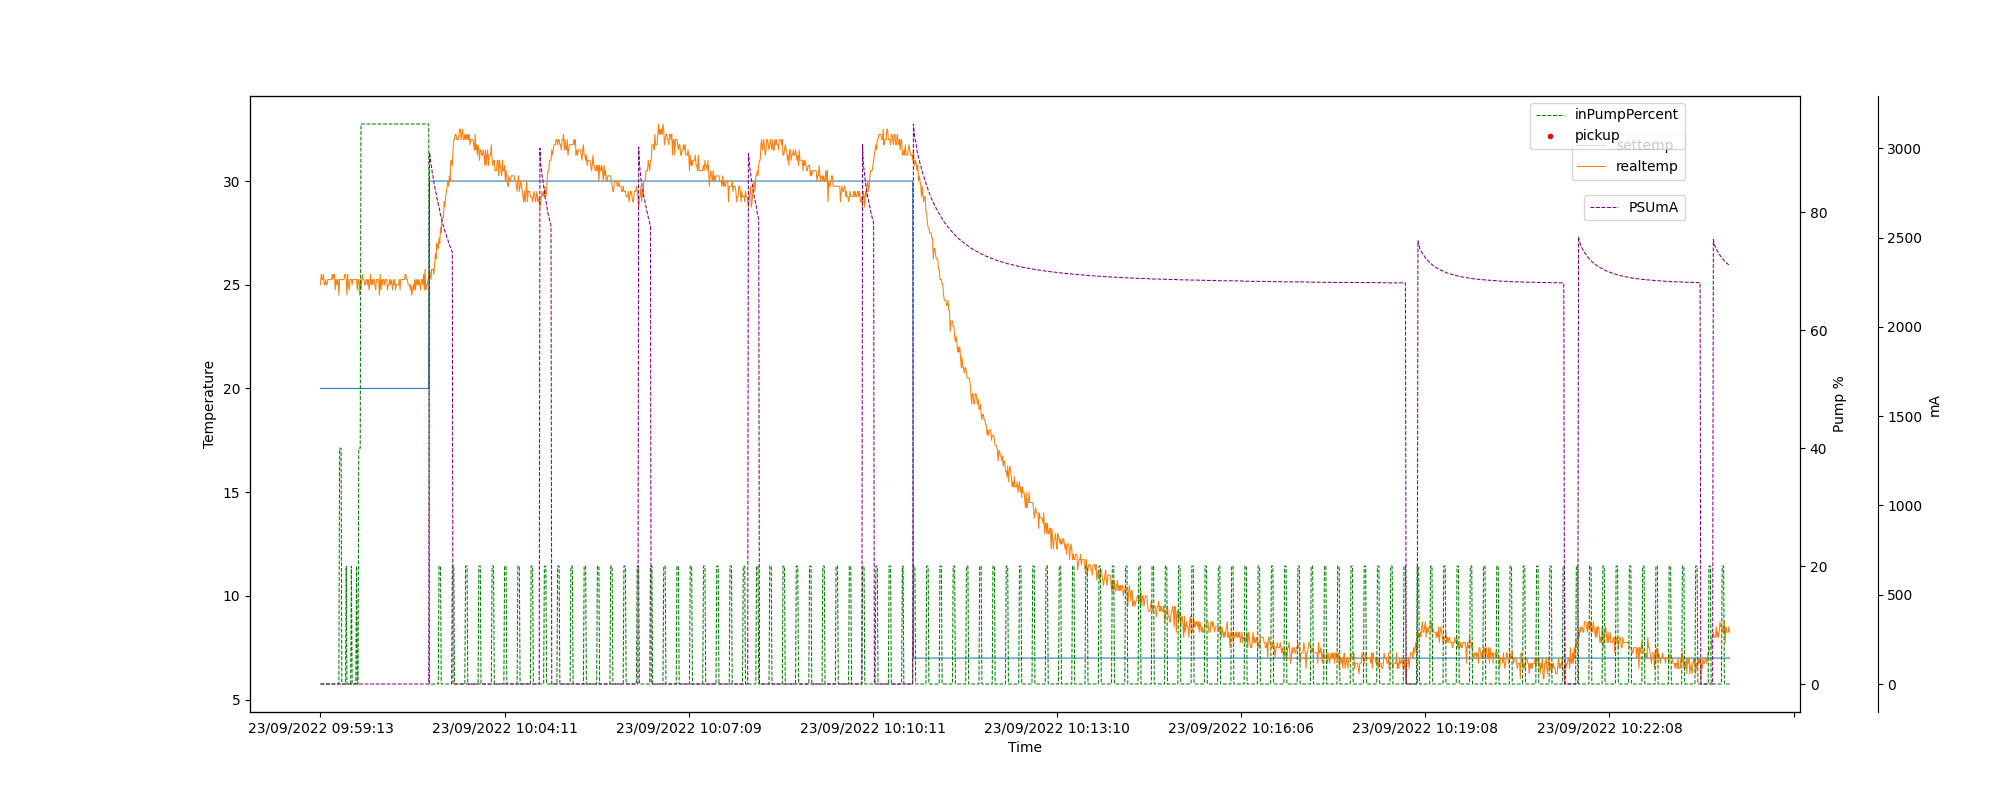 inPumpPercent
pickup
settemp
realtemp
PSUmA
Temperature
30
25
20
15
10
5
80
60
40
20
0
Pump %
3000
2500
2000
1500
1000
500
0
mA
23/09/2022 09:59:13
23/09/2022 10:04:11
23/09/2022 10:07:09
23/09/2022 10:10:11
23/09/2022 10:13:10
23/09/2022 10:16:06
23/09/2022 10:19:08
23/09/2022 10:22:08
Time